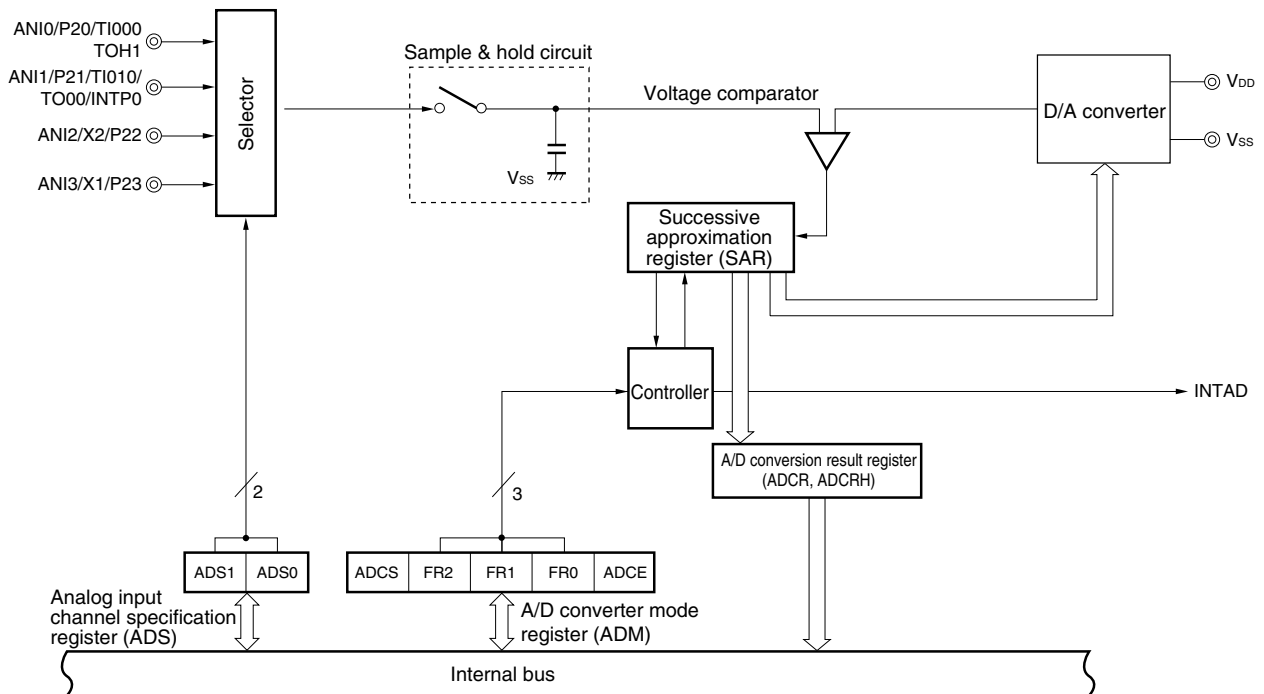 ANI0/P20/TI000
TOH1
ANI1/P21/TI010/
TO00/INTP0
ANI2/X2/P22
ANI3/X1/P23
Selector
Sample & hold circuit
VSS
Voltage comparator
D/A converter
VDD
VSS
Successive
approximation
register (SAR)
Controller
INTAD
A/D conversion result register
(ADCR, ADCRH)
2
3
ADS1
ADS0
ADCS
FR2
FR1
FR0
ADCE
Analog input
channel specification
register (ADS)
A/D converter mode
register (ADM)
Internal bus